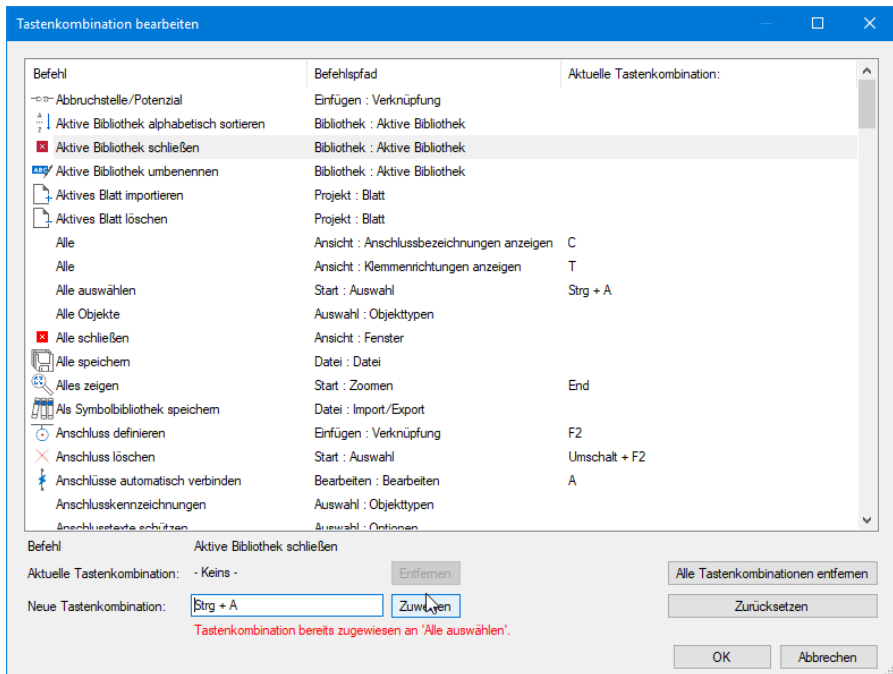 Tastenkombination bearbeiten
Befehl Befehlspfad Aktuelle Tastenkombination:
Abbruchstelle/Potenzial Einfügen : Verknüpfung
Aktive Bibliothek alphabetisch sortieren Bibliothek : Aktive Bibliothek
Aktive Bibliothek schließen Bibliothek : Aktive Bibliothek
Aktive Bibliothek umbenennen Bibliothek : Aktive Bibliothek
Aktives Blatt importieren Projekt : Blatt
Aktives Blatt löschen Projekt : Blatt
Alle Ansicht : Anschlussbezeichnungen anzeigen C
Alle Ansicht : Klemmenrichtungen anzeigen T
Alle auswählen Start : Auswahl Strg + A
Alle Objekte Auswahl : Objekttypen
Alle schließen Ansicht : Fenster
Alle speichern Datei : Datei
Alles zeigen Start : Zoomen End
Als Symbolbibliothek speichern Datei : Import/Export
Anschluss definieren Einfügen : Verknüpfung F2
Anschluss löschen Start : Auswahl Umschalt + F2
Anschlüsse automatisch verbinden Bearbeiten : Bearbeiten A
Anschlusskennzeichnungen Auswahl : Objekttypen
Anschlusstexte schützen Auswahl : Optionen
Befehl Aktive Bibliothek schließen
Aktuelle Tastenkombination: - Keins - Entfernen Alle Tastenkombinationen entfernen
Neue Tastenkombination: Strg + A Zuweisen Zurücksetzen
Tastenkombination bereits zugewiesen an 'Alle auswählen'.
OK Abbrechen